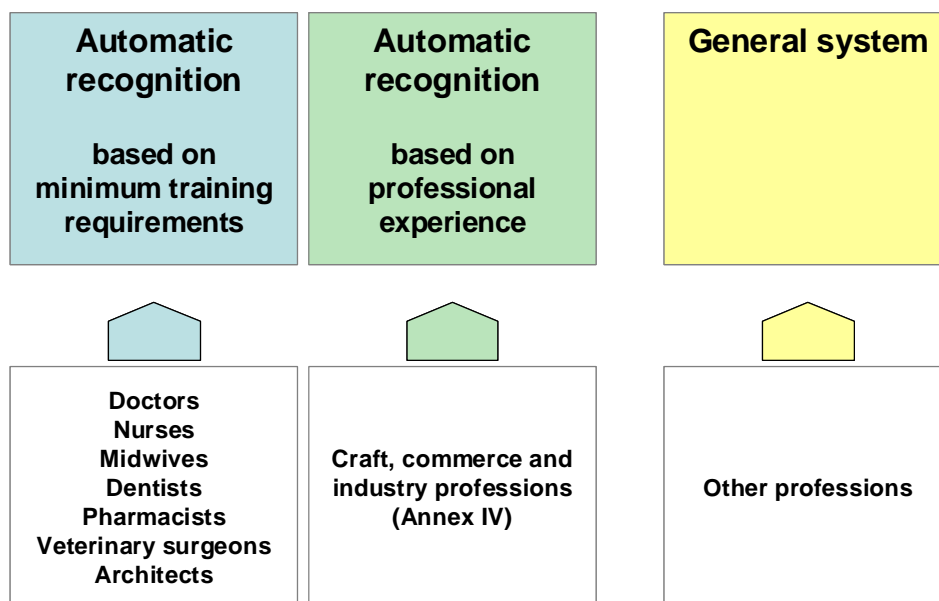 Automatic
recognition
based on
minimum training
requirements
Automatic
recognition
based on
professional
experience
General system
Doctors
Nurses
Midwives
Dentists
Pharmacists
Veterinary surgeons
Architects
Craft, commerce and
industry professions
(Annex IV)
Other professions